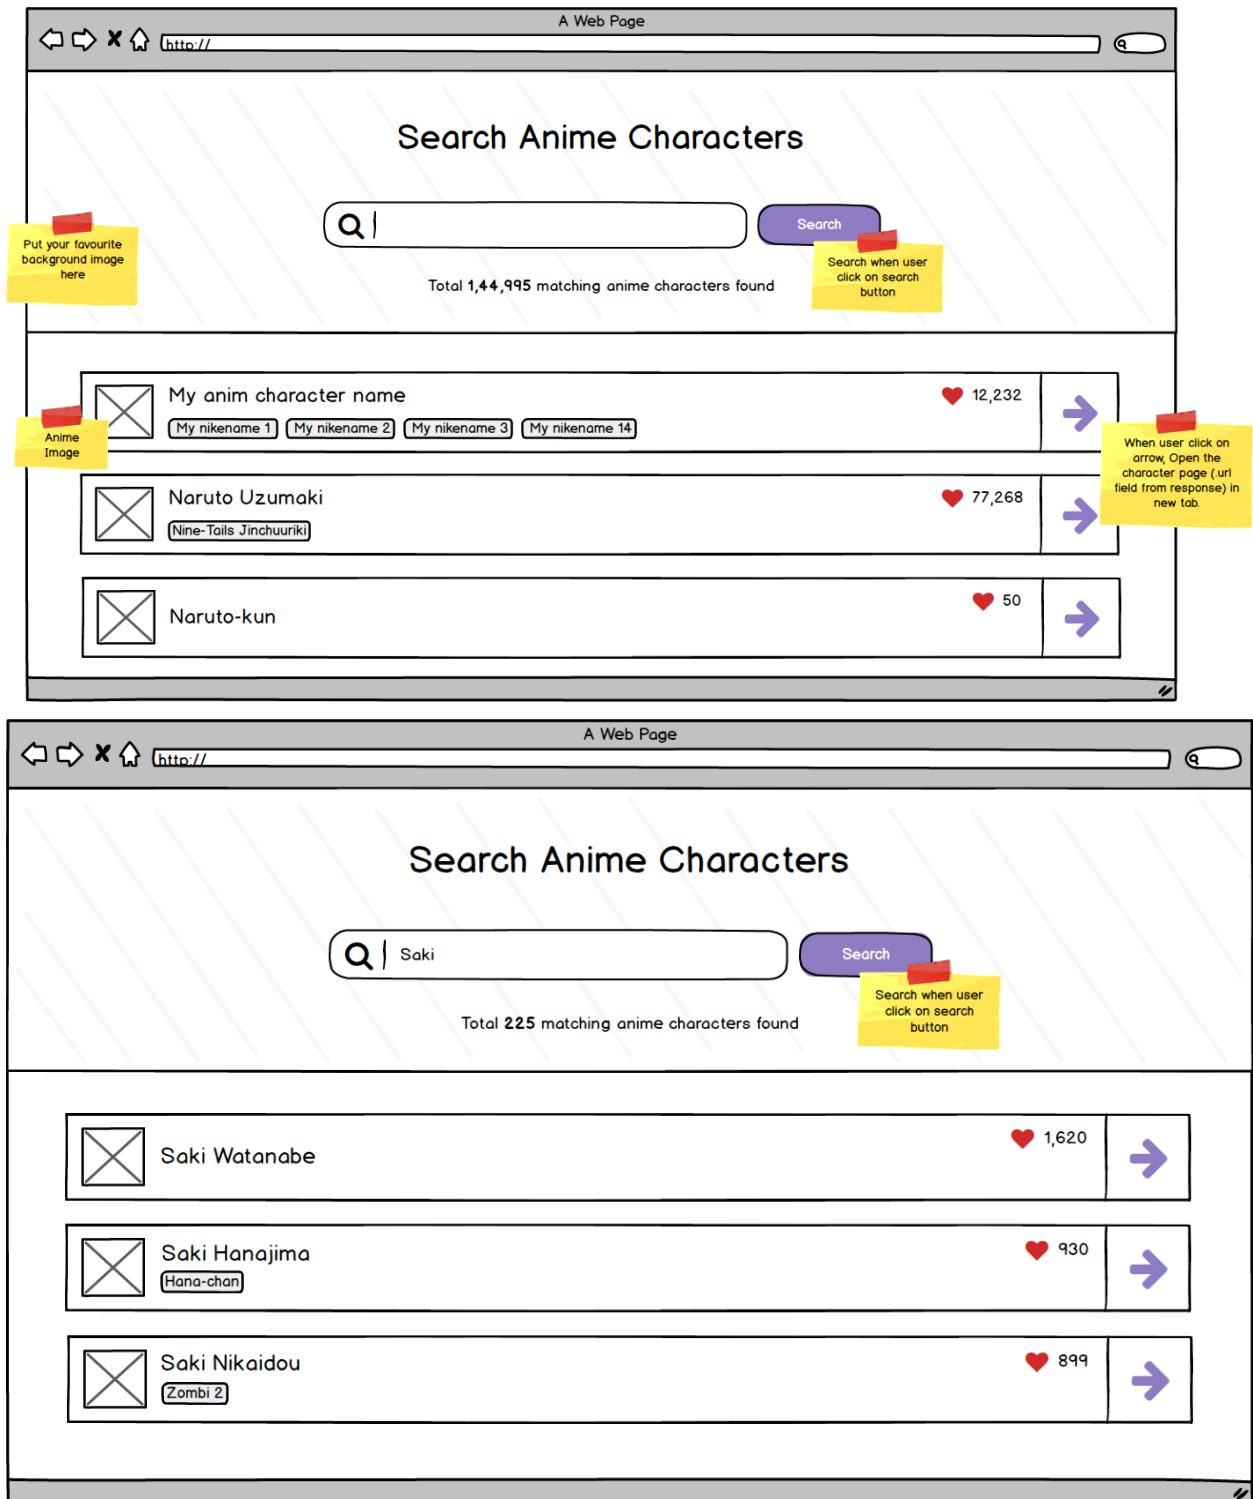 A Web Page
http://
Search Anime Characters
Search
Put your favourite
background image
here
Search when user
click on search
button
Total 1,44,995 matching anime characters found
My anim character name
12,232
My nikename 1
My nikename 2
My nikename 3
My nikename 14
Anime
Image
When user click on
arrow, Open the
character page (.url
field from response) in
new tab.
Naruto Uzumaki
77,268
Nine-Tails Jinchuuriki
Naruto-kun
50
A Web Page
http://
Search Anime Characters
Saki
Search
Search when user
click on search
button
Total 225 matching anime characters found
Saki Watanabe
1,620
Saki Hanajima
930
Hana-chan
Saki Nikaidou
899
Zombi 2